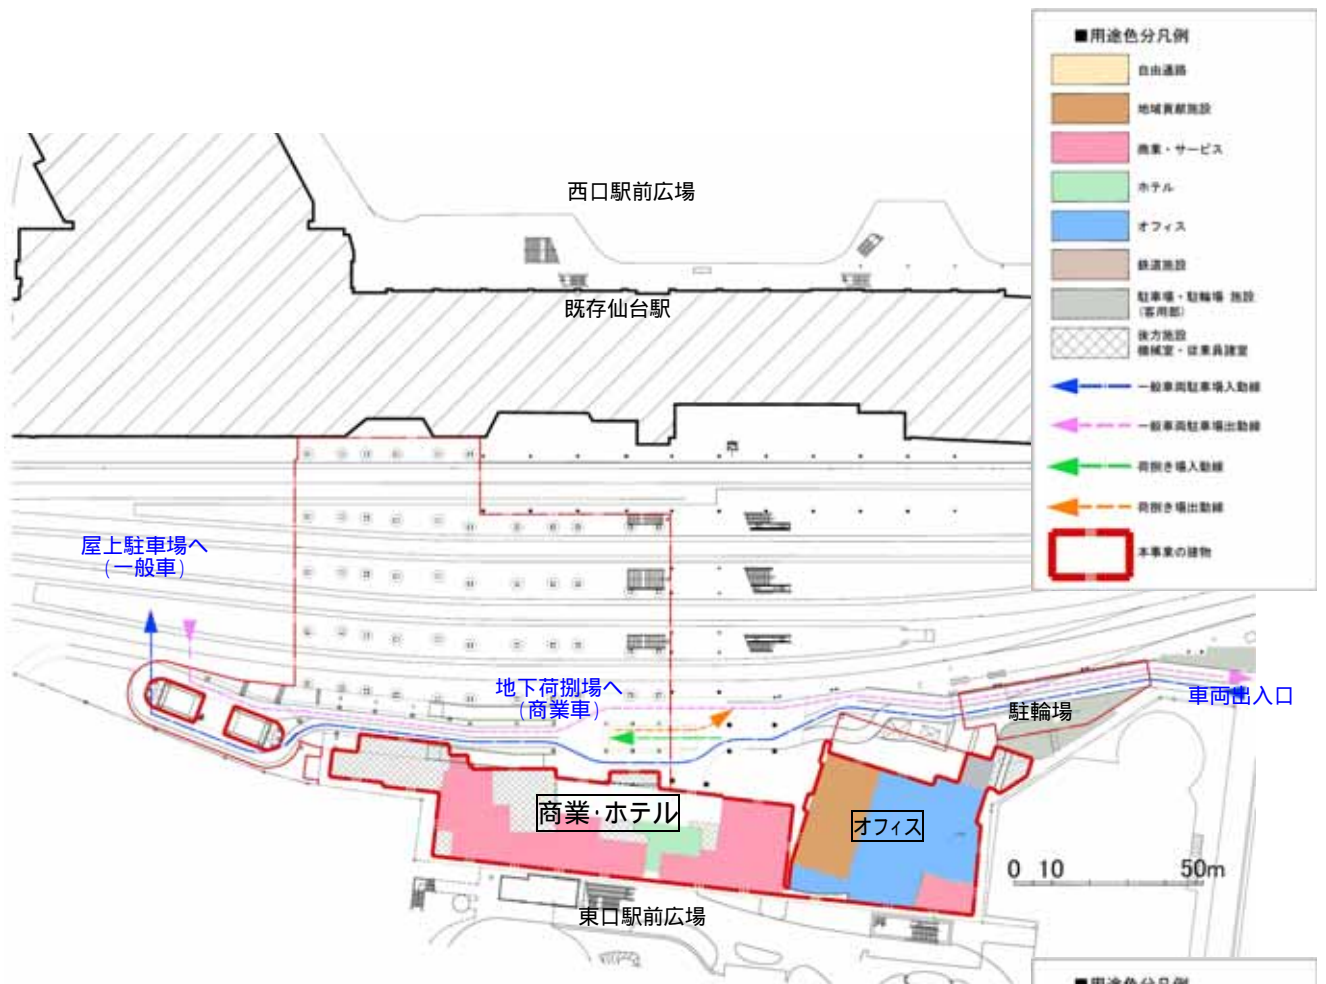 ■用途色分凡例
自由通路
地域貢献施設
商業・サービス
ホテル
オフィス
鉄道施設
駐車場・駐輪場 施設
(客用部)
後方施設
機械室・従業員諸室
一般車両駐車場入動線
一般車両駐車場出動線
荷捌き場入動線
荷捌き場出動線
本事業の建物
西口駅前広場
既存仙台駅
屋上駐車場へ
(一般車)
地下荷捌場へ
(商業車)
車両出入口
駐輪場
商業・ホテル
オフィス
0 10 50m
東口駅前広場
■用途色分凡例